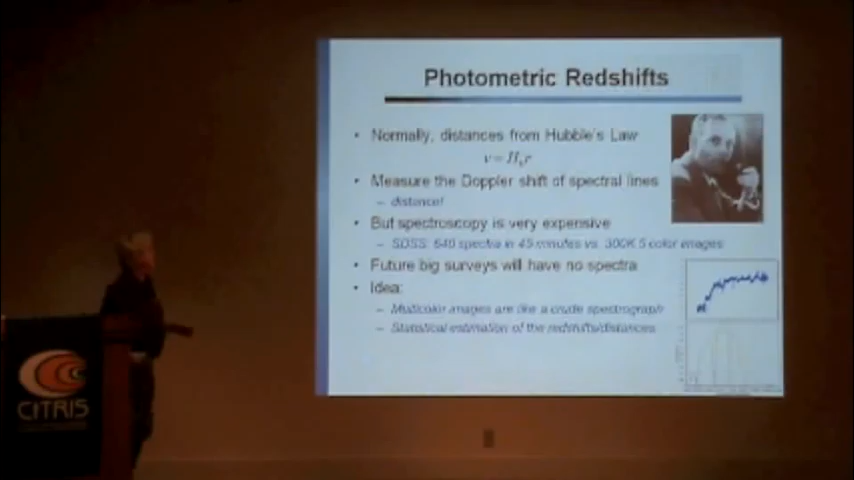 Photometric Redshifts
• Normally, distances from Hubble's Law
v = H₀r
• Measure the Doppler shift of spectral lines
– distance!
• But spectroscopy is very expensive
– SDSS: 640 spectra in 45 minutes vs. 300K 5 color images
• Future big surveys will have no spectra
• Idea:
– Multicolor images are like a crude spectrograph
– Statistical estimation of the redshifts/distances
CITRIS